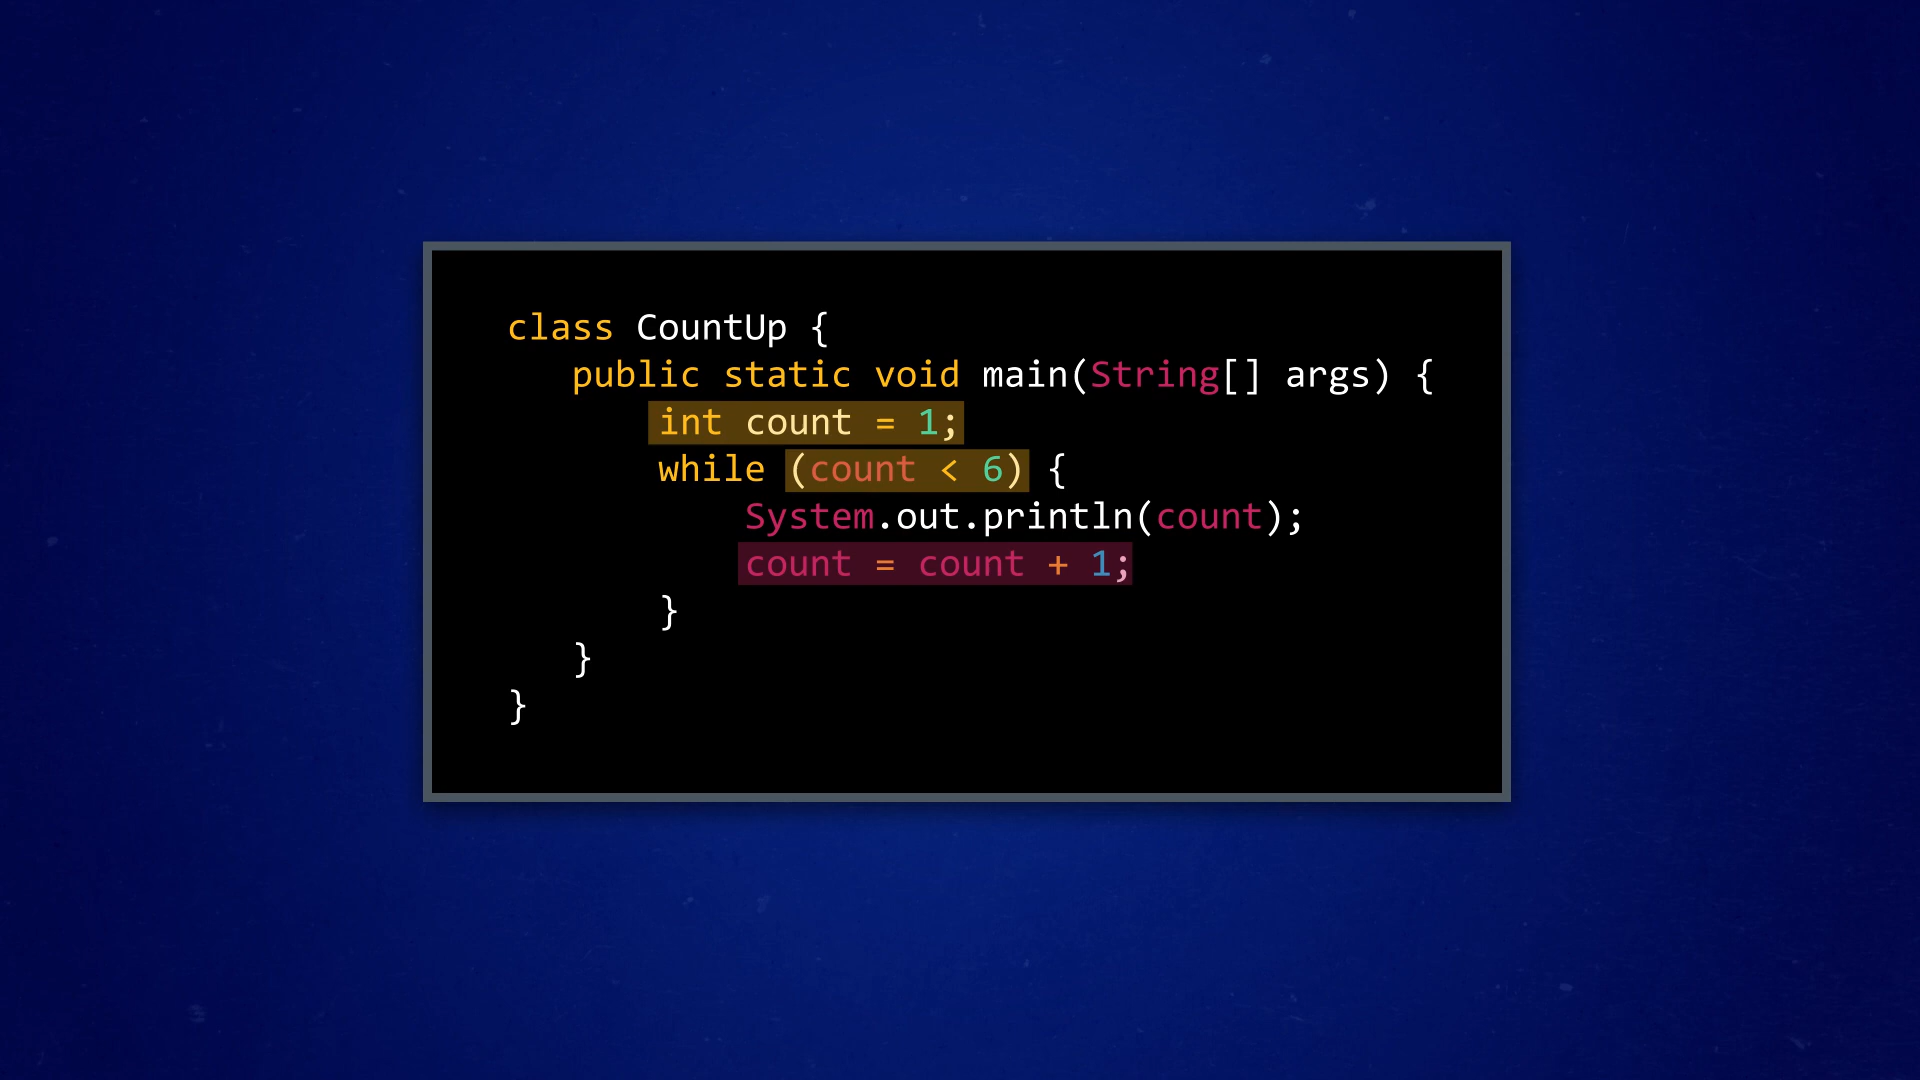 class CountUp {
public static void main(String[] args) {
int count = 1;
while (count < 6) {
System.out.println(count);
count = count + 1;
}
}
}